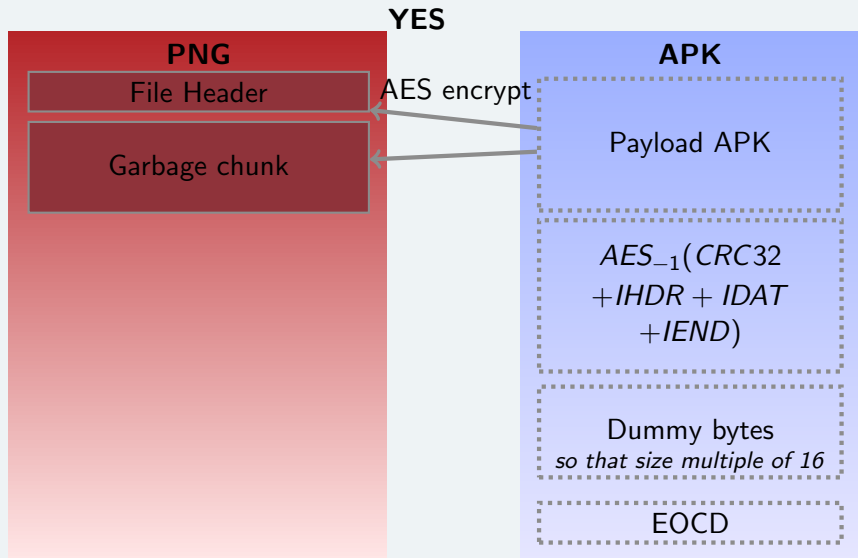 YES
PNG
File Header
Garbage chunk
AES encrypt
APK
Payload APK
AES₋₁(CRC32
+IHDR + IDAT
+IEND)
Dummy bytes
so that size multiple of 16
EOCD